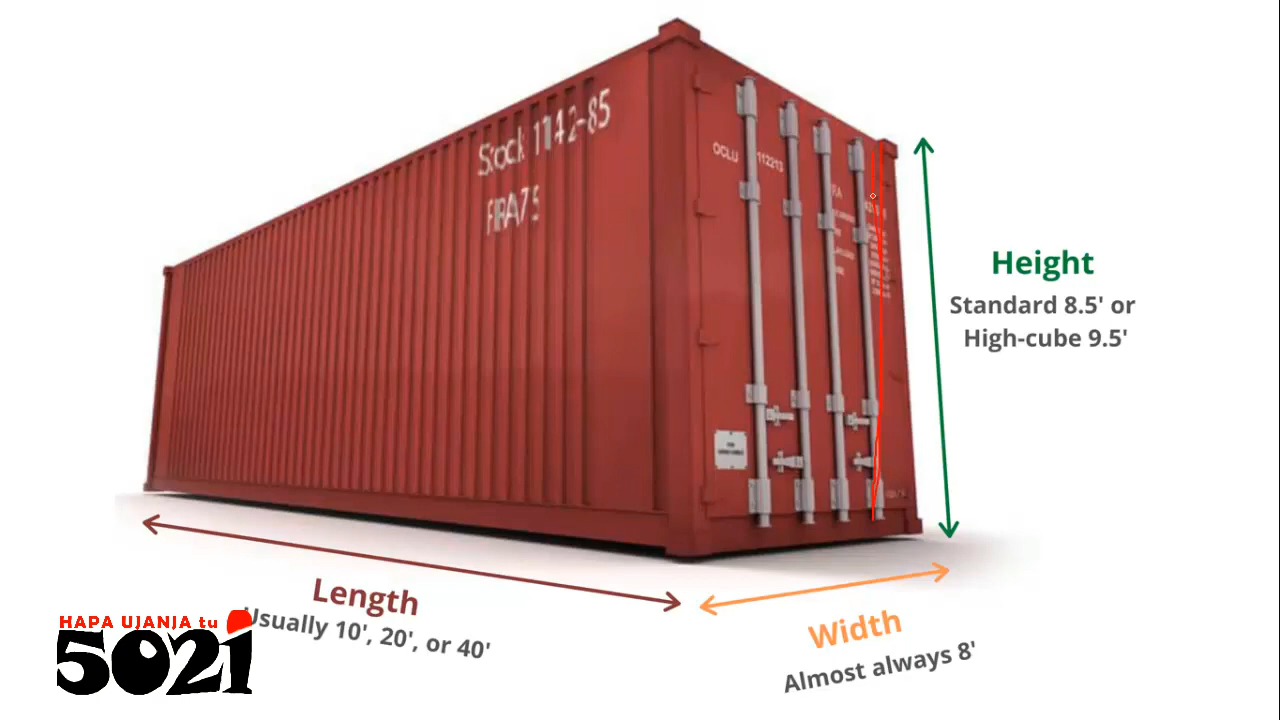 Stock 1142-85
FIRA75
OCLU 112213
Height
Standard 8.5' or
High-cube 9.5'
Length
Usually 10', 20', or 40'
Width
Almost always 8'
HAPA UJANJA tu
5021